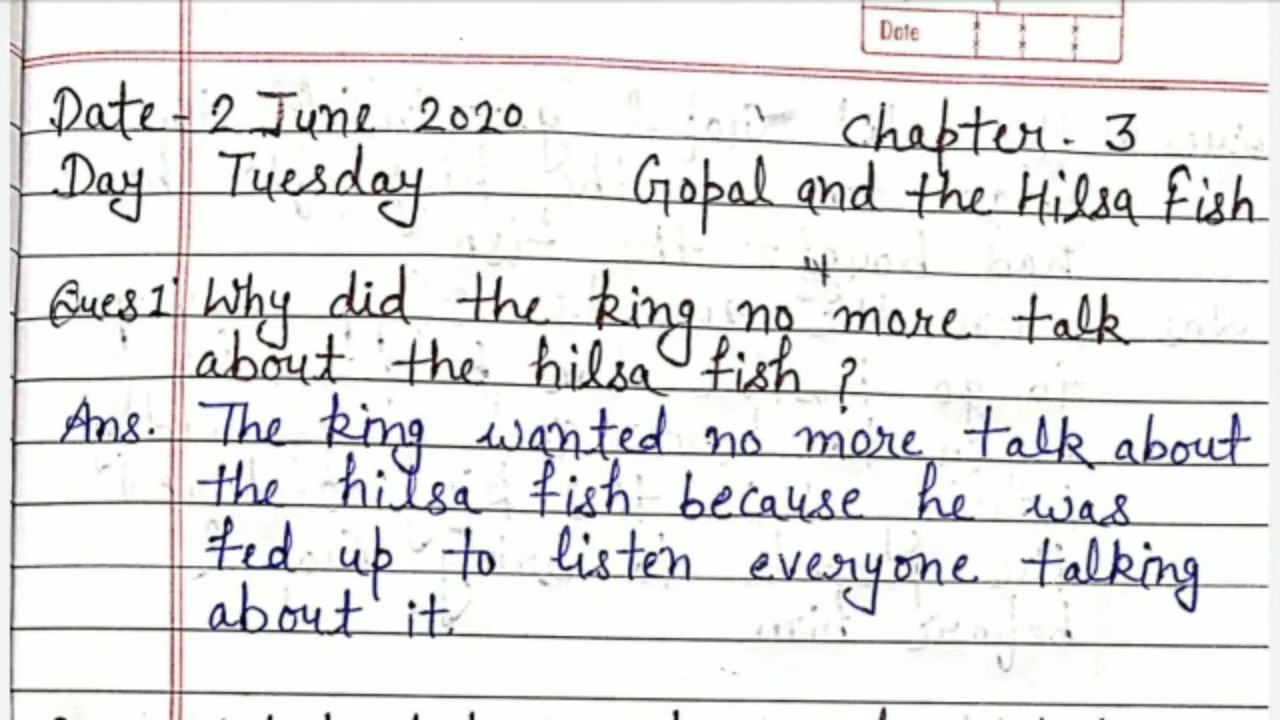 Date
Date - 2 June 2020 Chapter - 3
Day Tuesday Gopal and the Hilsa Fish
Ques 1 Why did the king no more talk
about the hilsa fish ?
Ans. The king wanted no more talk about
the hilsa fish because he was
fed up to listen everyone talking
about it.